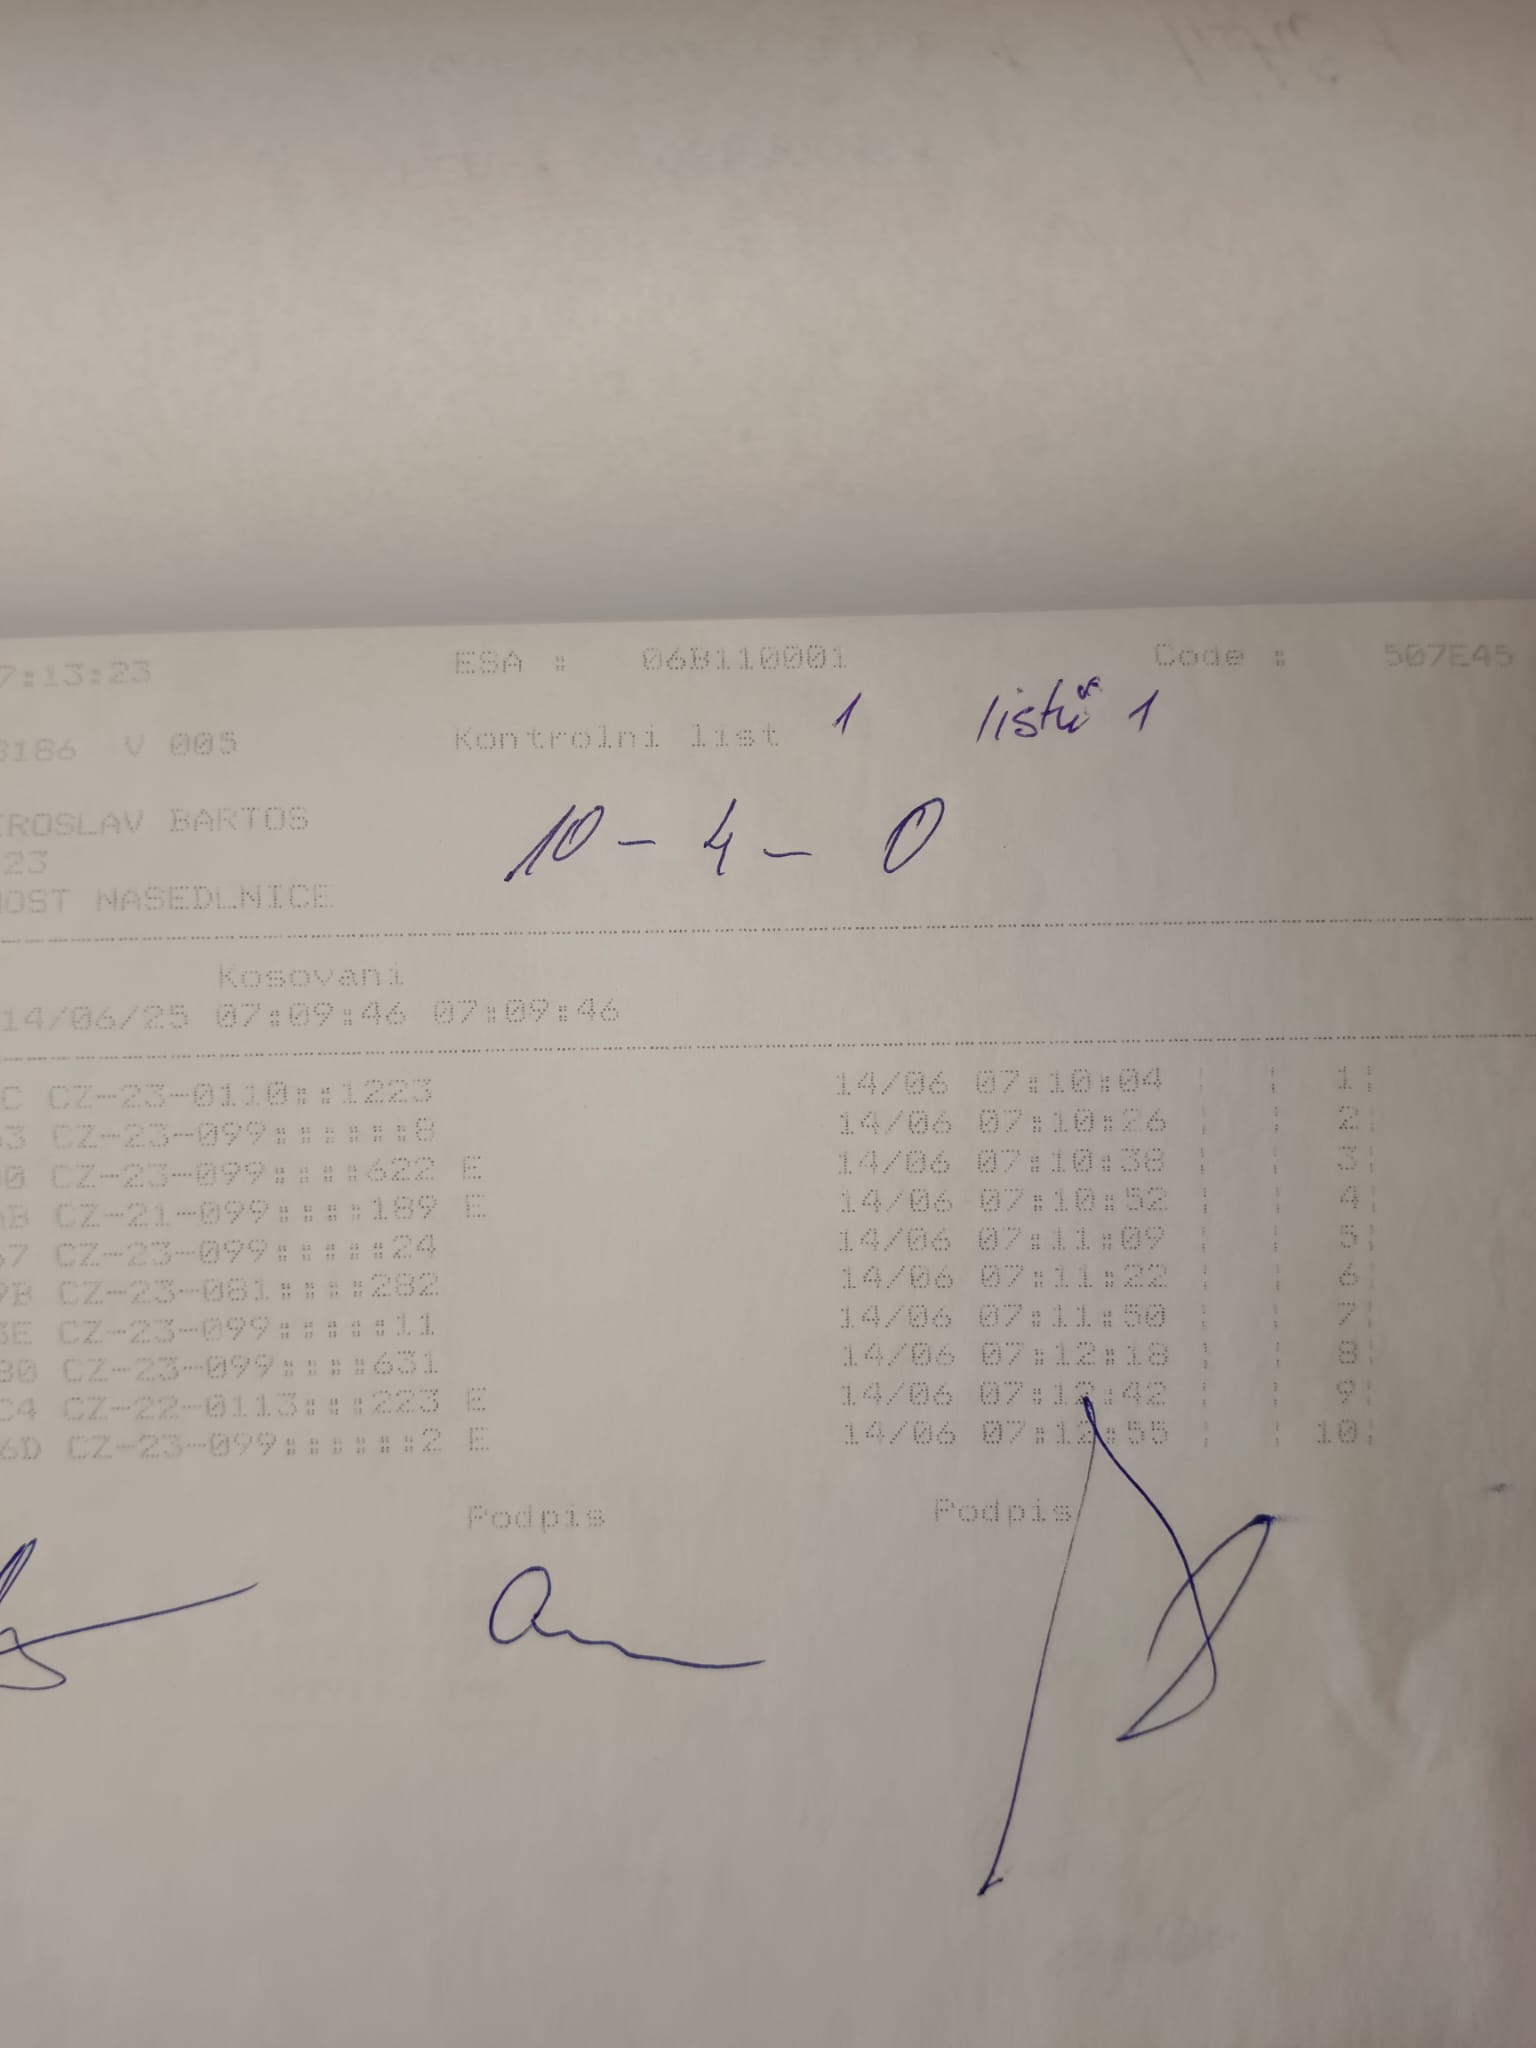 7:13:23 ESA : 06B110001 Code : 507E45
8186 V 005 Kontrolni list 1 listů 1
IROSLAV BARTOS 10 - 4 - 0
23
OST NASEDLNICE
Kosovani
14/06/25 07:09:46 07:09:46
C CZ-23-0110::1223 14/06 07:10:04 | | 1|
3 CZ-23-099::::::8 14/06 07:10:26 | | 2|
0 CZ-23-099::::622 E 14/06 07:10:38 | | 3|
B CZ-21-099::::189 E 14/06 07:10:52 | | 4|
7 CZ-23-099:::::24 14/06 07:11:09 | | 5|
9B CZ-23-081::::282 14/06 07:11:22 | | 6|
3E CZ-23-099:::::11 14/06 07:11:50 | | 7|
80 CZ-23-099::::631 14/06 07:12:18 | | 8|
C4 CZ-22-0113:::223 E 14/06 07:12:42 | | 9|
6D CZ-23-099::::::2 E 14/06 07:12:55 | | 10|
Podpis Podpis